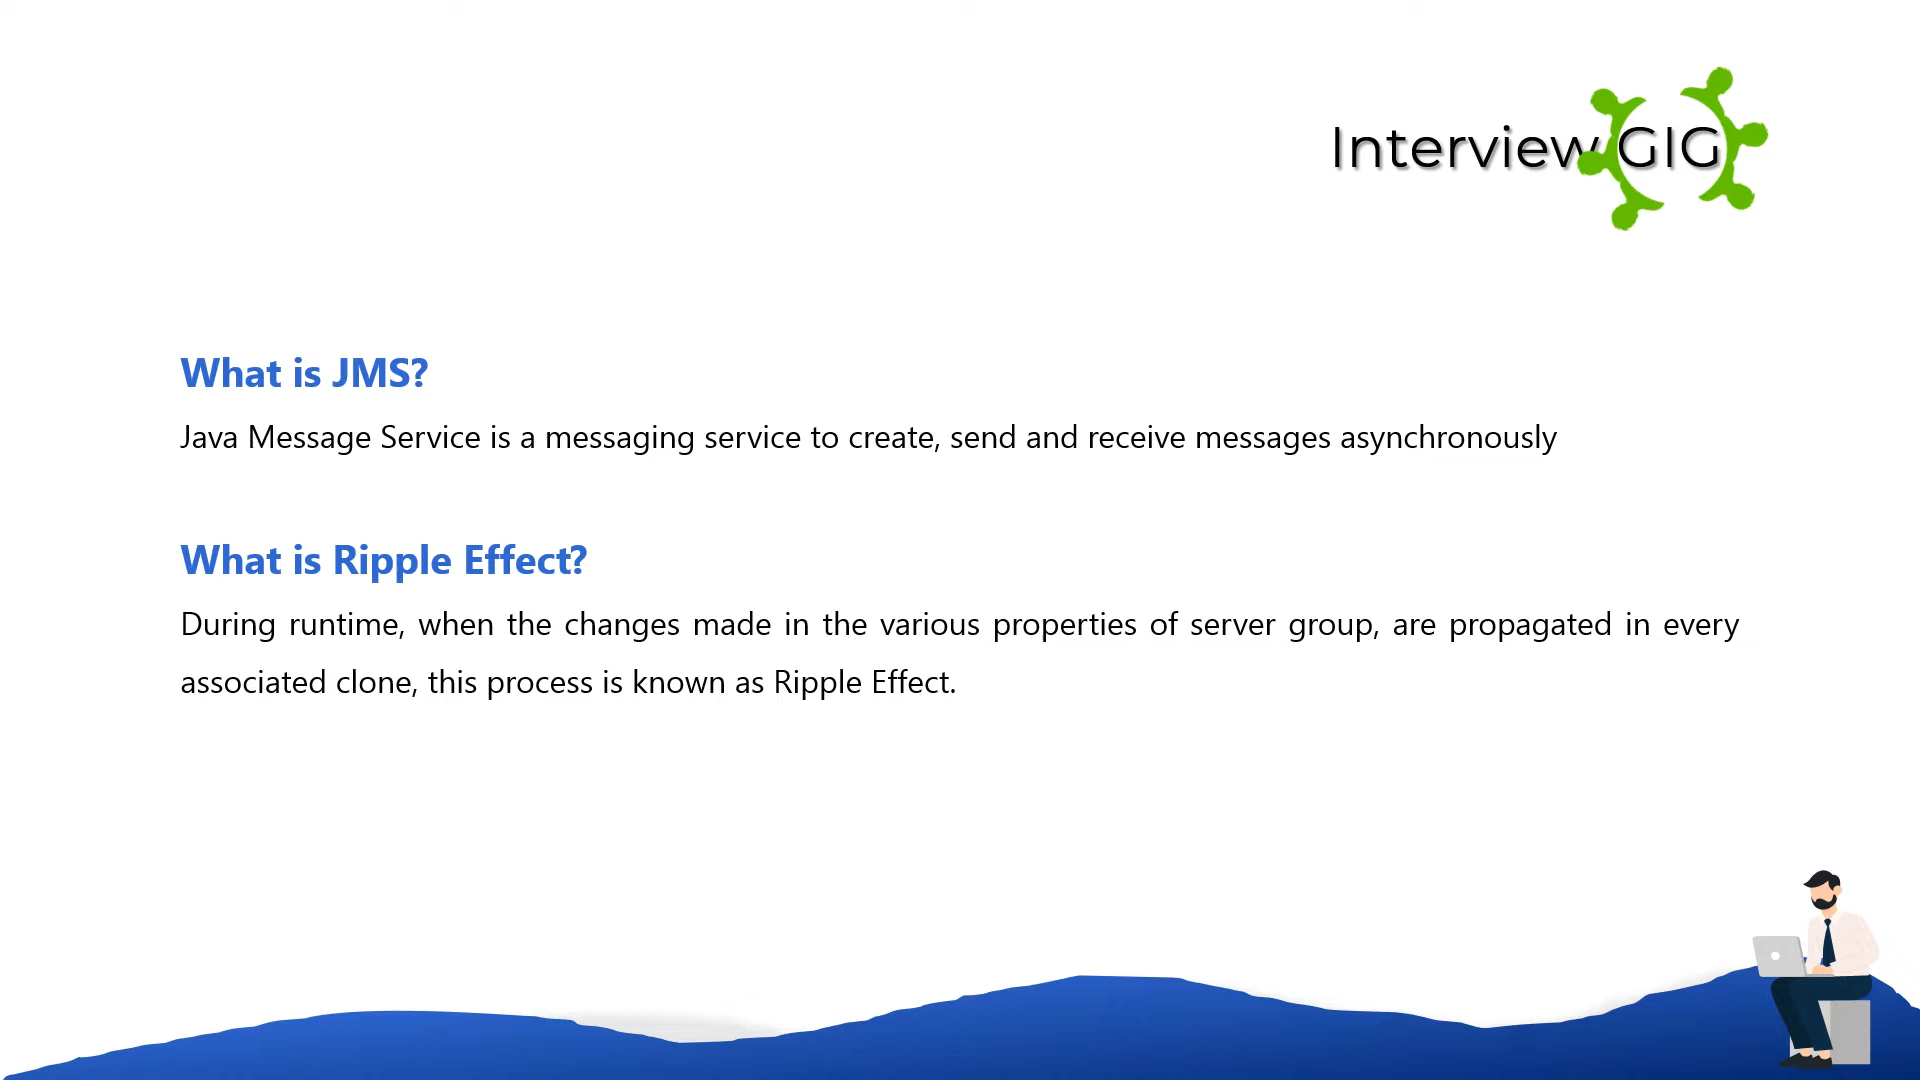 Interview GIG
What is JMS?
Java Message Service is a messaging service to create, send and receive messages asynchronously
What is Ripple Effect?
During runtime, when the changes made in the various properties of server group, are propagated in every
associated clone, this process is known as Ripple Effect.